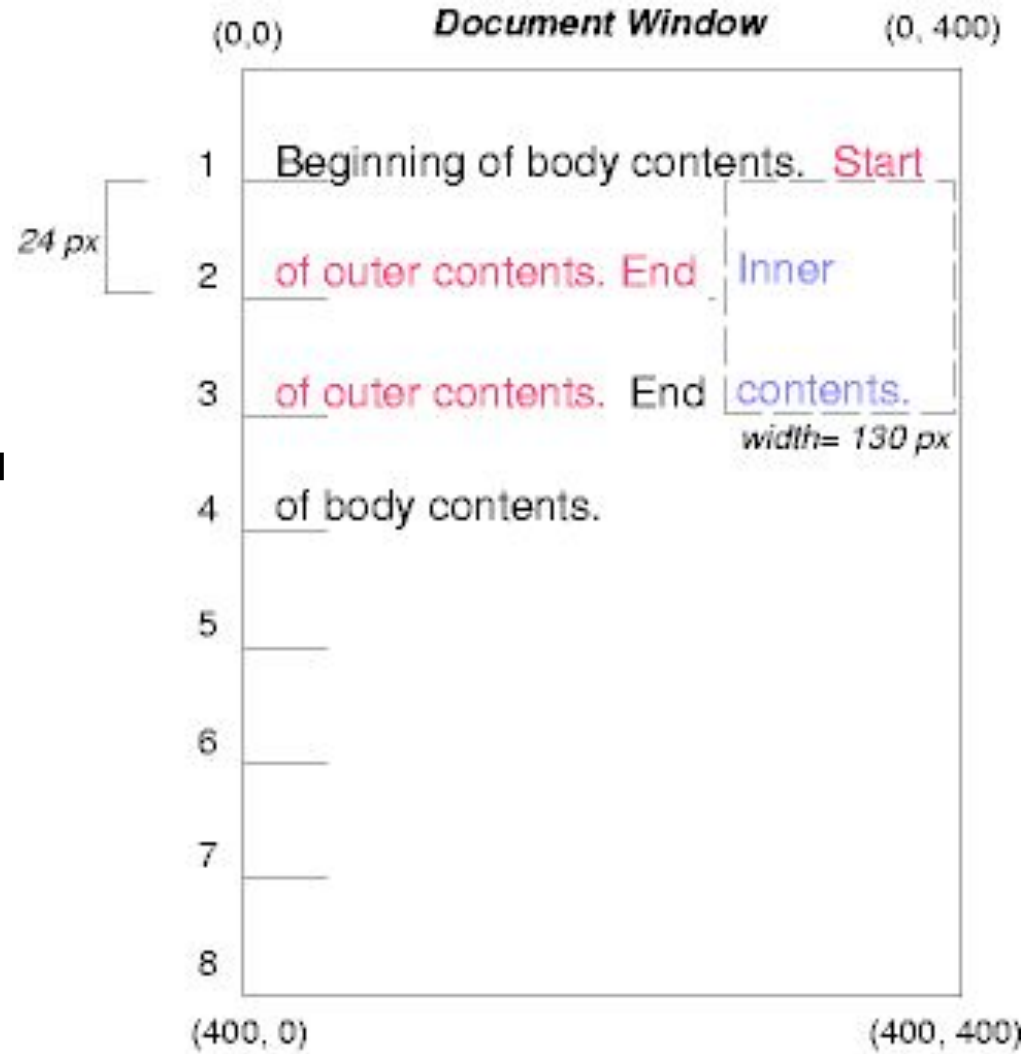 Document Window
(0,0)
(0, 400)
1 Beginning of body contents. Start
24 px
2 of outer contents. End Inner
3 of outer contents. End contents.
width= 130 px
4 of body contents.
5
6
7
8
(400, 0)
(400, 400)